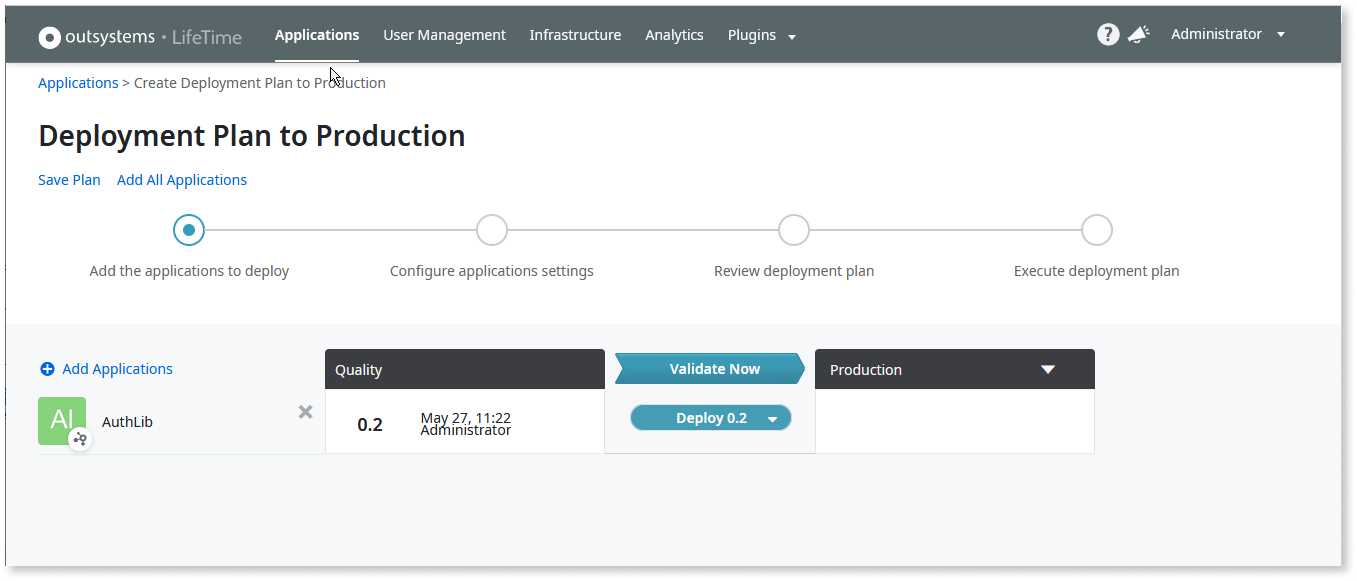 outsystems · LifeTime Applications User Management Infrastructure Analytics Plugins ? Administrator
Applications > Create Deployment Plan to Production
Deployment Plan to Production
Save Plan Add All Applications
Add the applications to deploy Configure applications settings Review deployment plan Execute deployment plan
Add Applications Quality Validate Now Production
AI AuthLib 0.2 May 27, 11:22 Deploy 0.2
Administrator